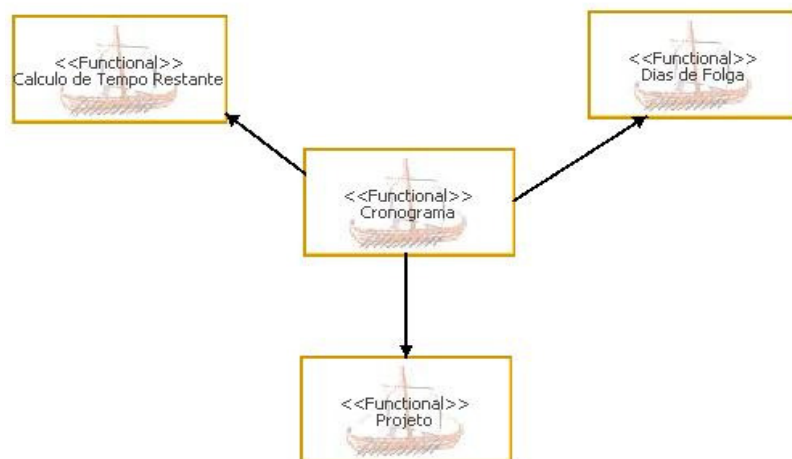 <<Functional>>
Calculo de Tempo Restante
<<Functional>>
Dias de Folga
<<Functional>>
Cronograma
<<Functional>>
Projeto